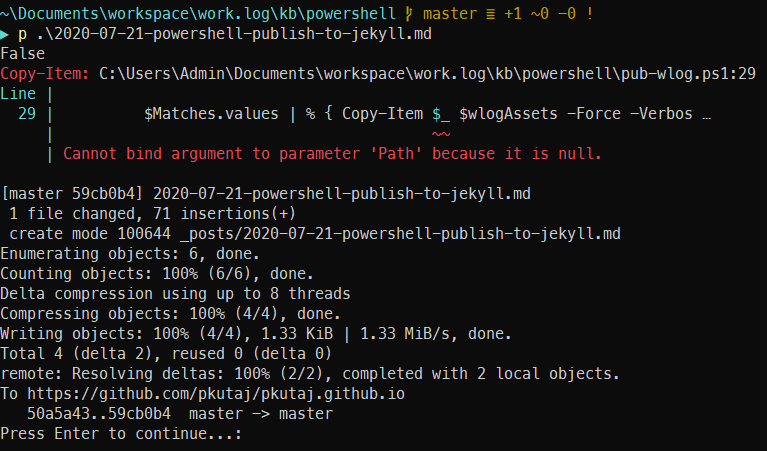 ~\Documents\workspace\work.log\kb\powershell master ≣ +1 ~0 -0 !
▶ p .\2020-07-21-powershell-publish-to-jekyll.md
False
Copy-Item: C:\Users\Admin\Documents\workspace\work.log\kb\powershell\pub-wlog.ps1:29
Line |
29 | $Matches.values | % { Copy-Item $_ $wlogAssets -Force -Verbos …
| ~~
| Cannot bind argument to parameter 'Path' because it is null.
[master 59cb0b4] 2020-07-21-powershell-publish-to-jekyll.md
1 file changed, 71 insertions(+)
create mode 100644 _posts/2020-07-21-powershell-publish-to-jekyll.md
Enumerating objects: 6, done.
Counting objects: 100% (6/6), done.
Delta compression using up to 8 threads
Compressing objects: 100% (4/4), done.
Writing objects: 100% (4/4), 1.33 KiB | 1.33 MiB/s, done.
Total 4 (delta 2), reused 0 (delta 0)
remote: Resolving deltas: 100% (2/2), completed with 2 local objects.
To https://github.com/pkutaj/pkutaj.github.io
50a5a43..59cb0b4 master -> master
Press Enter to continue...: